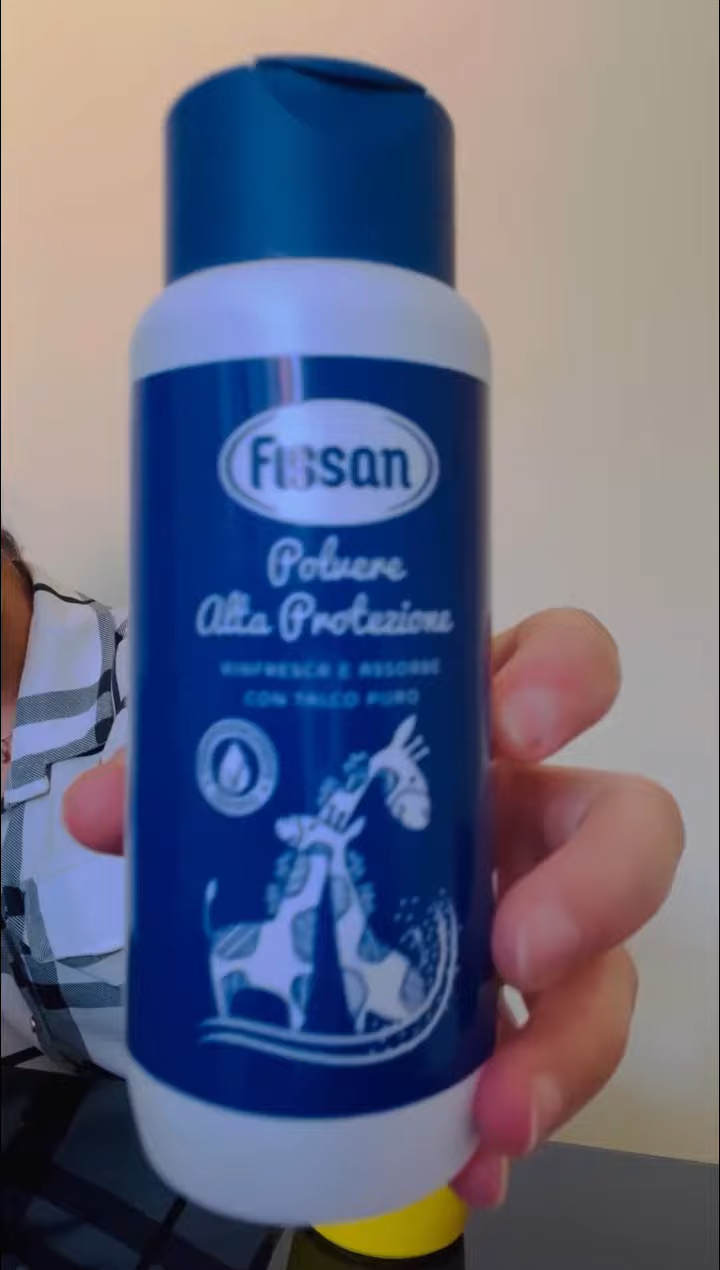 Fissan
Polvere
Alta Protezione
RINFRESCA E ASSORBE
CON TALCO PURO